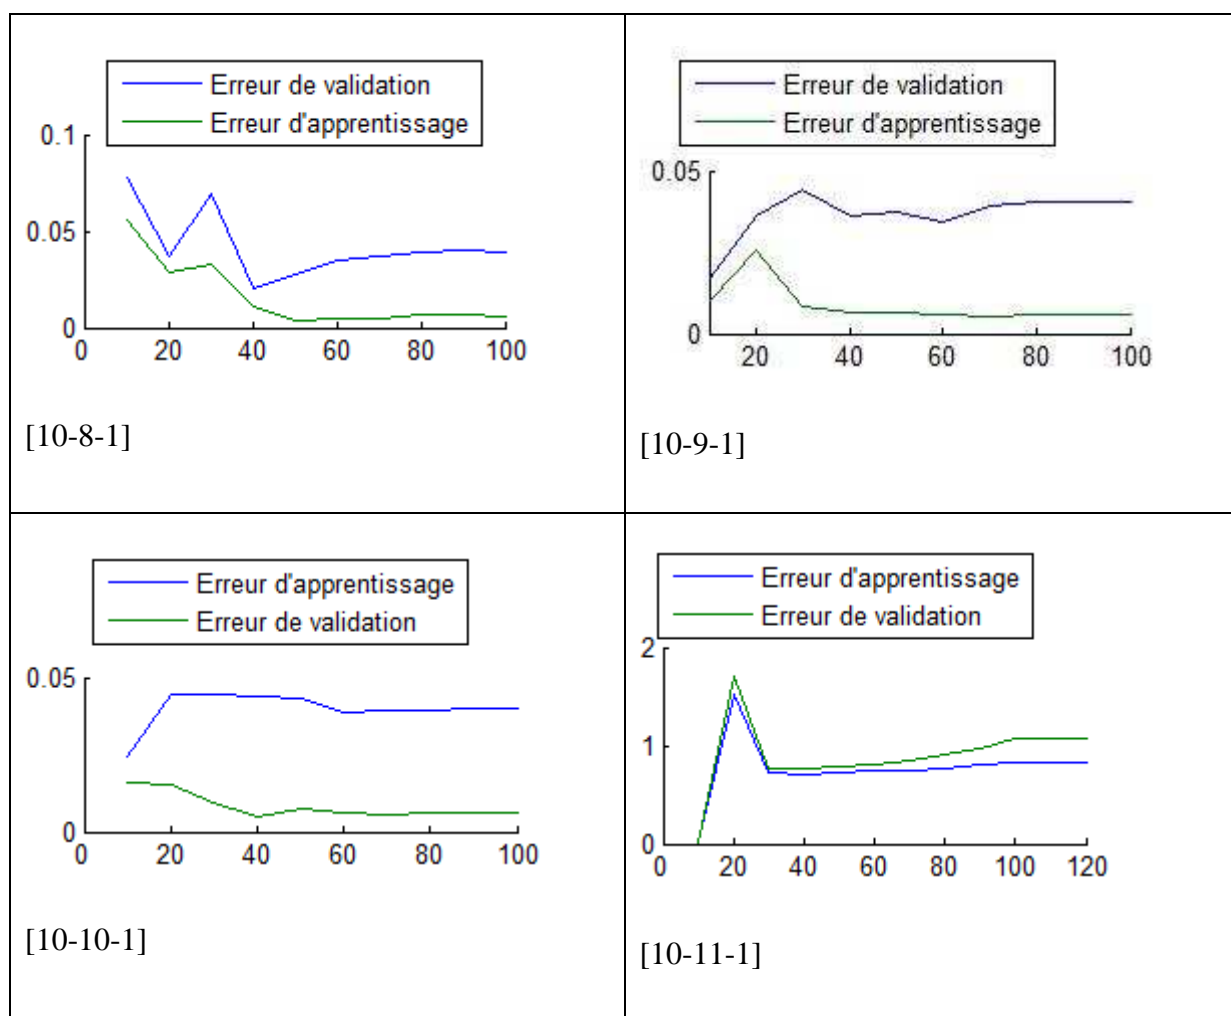 Erreur de validation
Erreur d'apprentissage
0.1
0.05
0
0 20 40 60 80 100
[10-8-1]
Erreur de validation
Erreur d'apprentissage
0.05
0
20 40 60 80 100
[10-9-1]
Erreur d'apprentissage
Erreur de validation
0.05
0
0 20 40 60 80 100
[10-10-1]
Erreur d'apprentissage
Erreur de validation
2
1
0
0 20 40 60 80 100 120
[10-11-1]